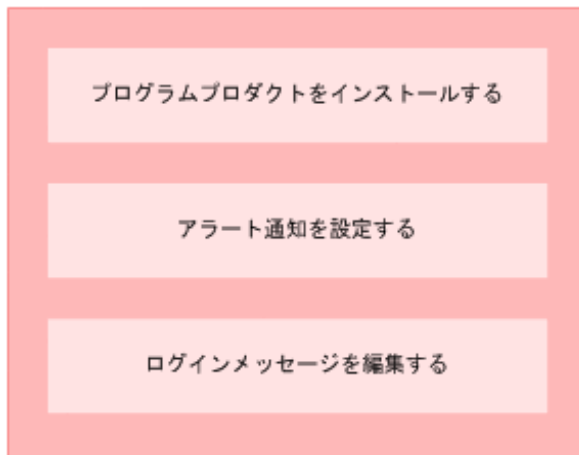 プログラムプロダクトをインストールする
アラート通知を設定する
ログインメッセージを編集する